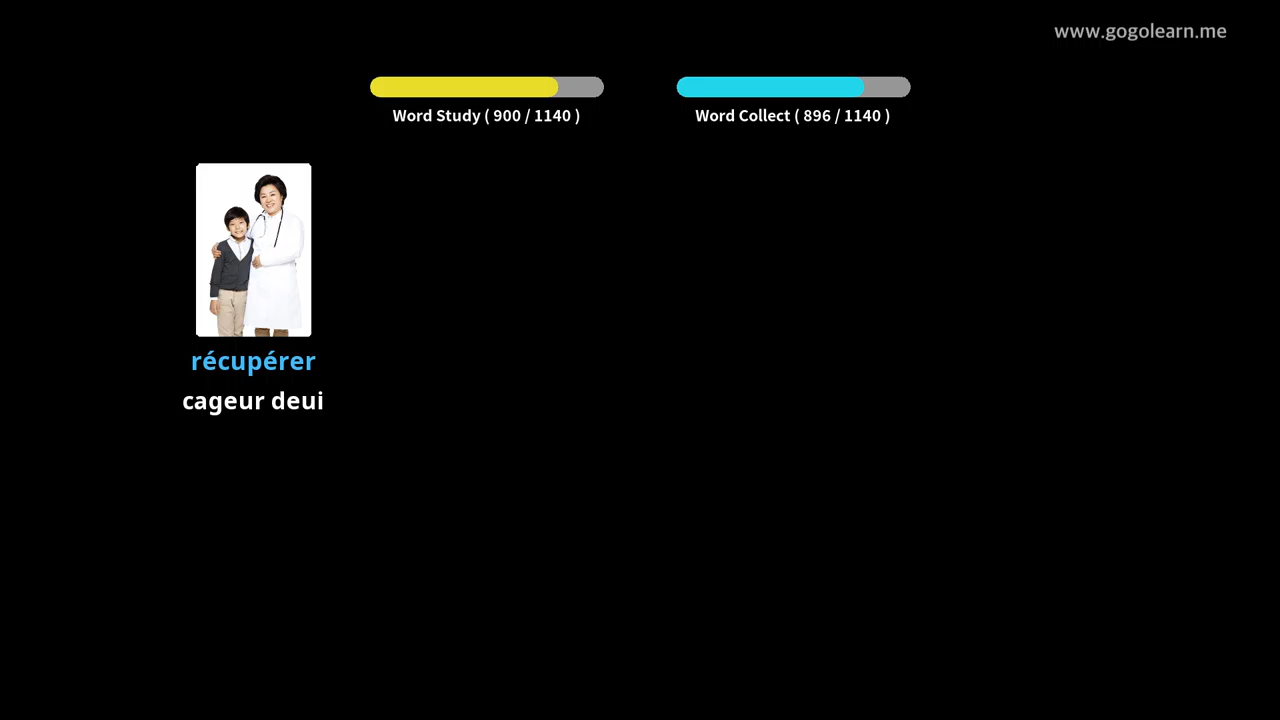 www.gogolearn.me
Word Study ( 900 / 1140 )
Word Collect ( 896 / 1140 )
récupérer
cageur deui